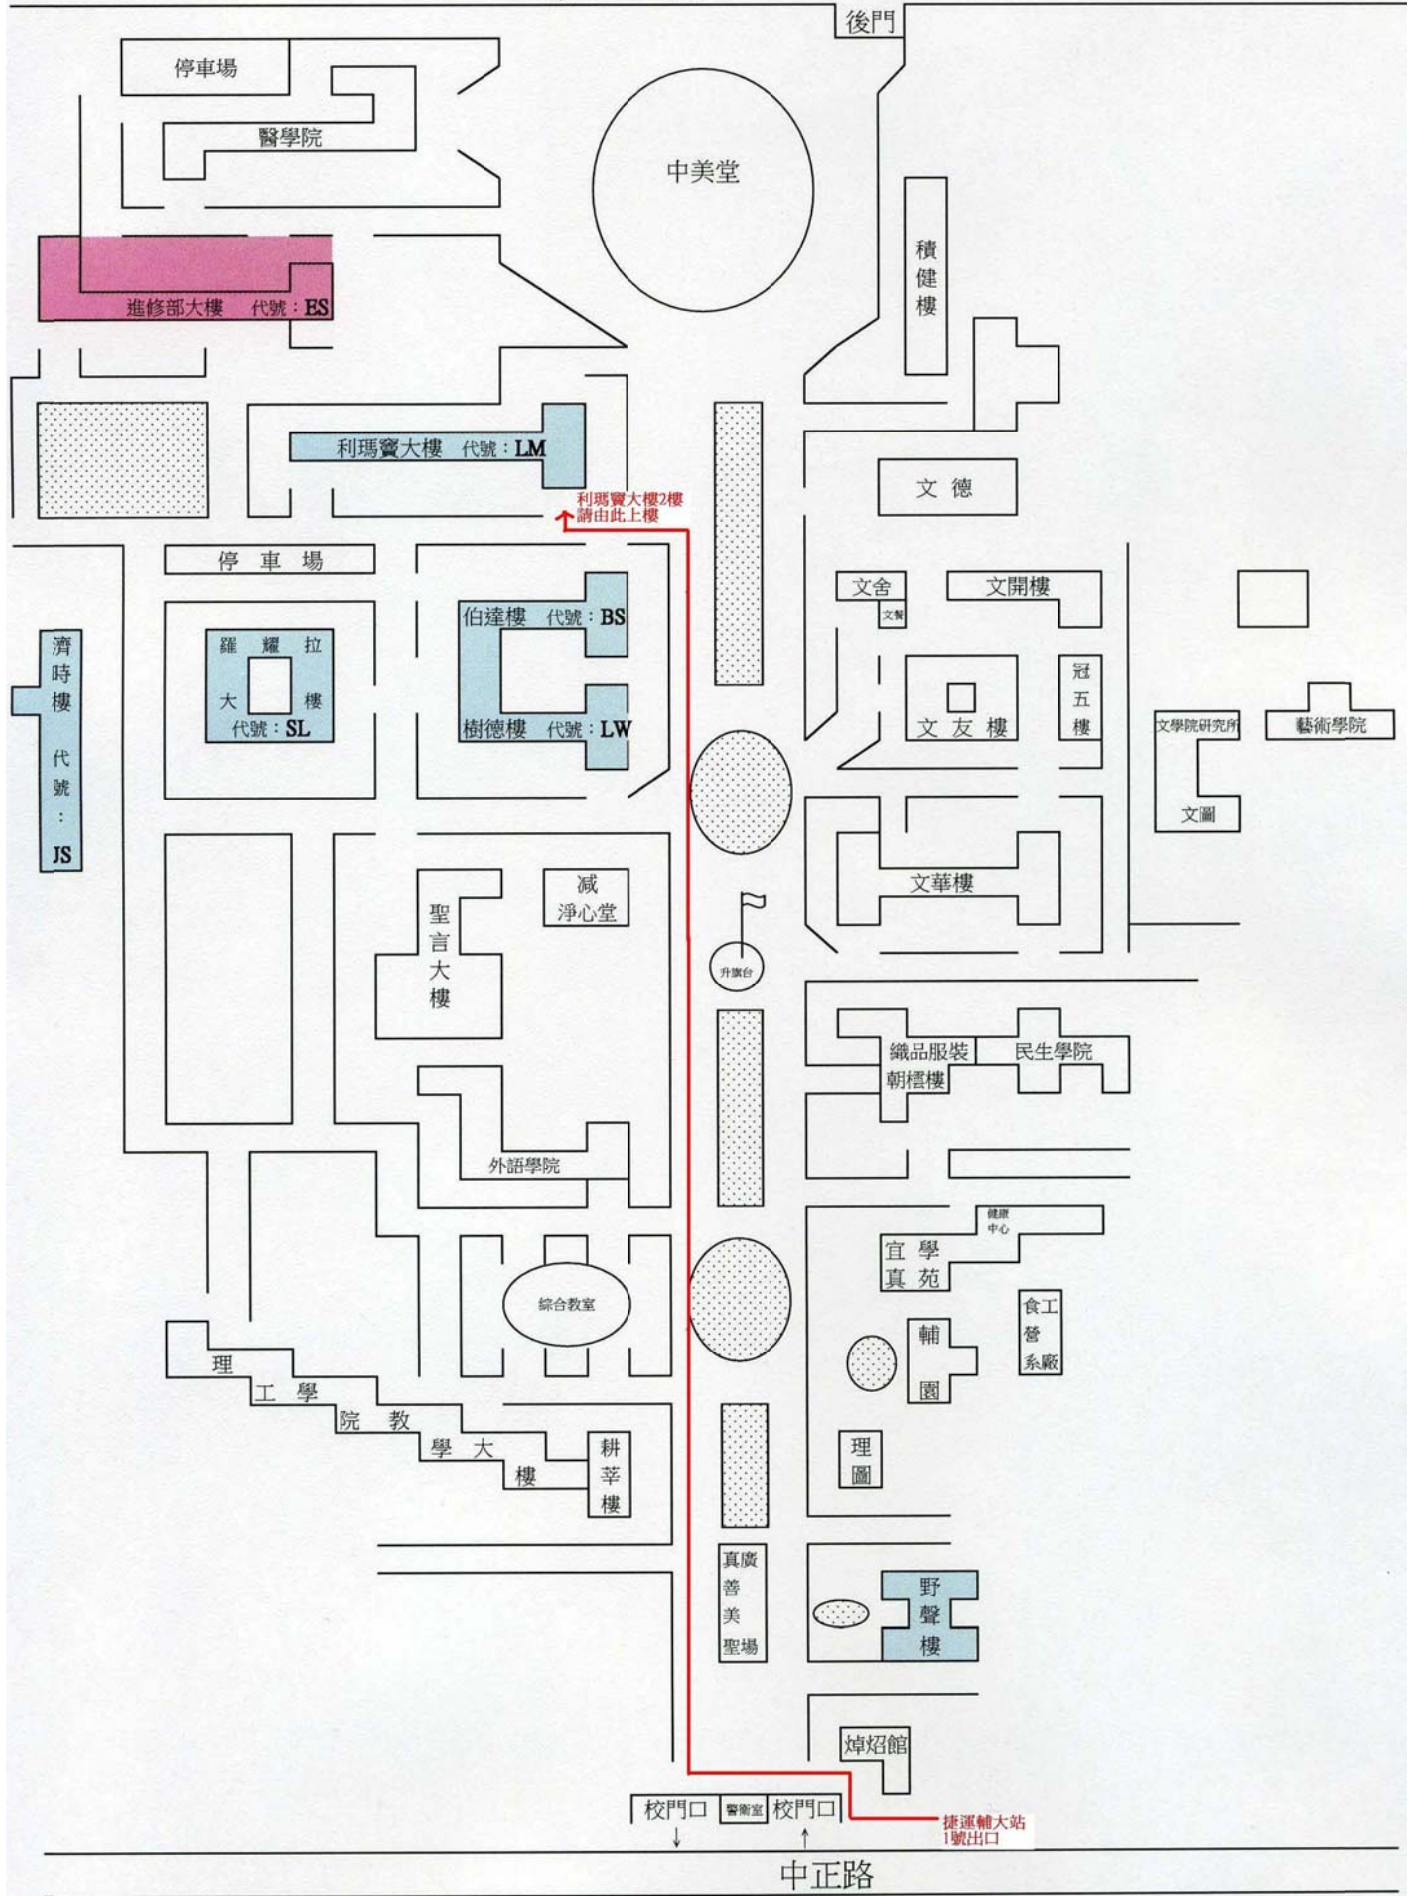 後門
停車場
醫學院
中美堂
積健樓
進修部大樓 代號：ES
利瑪竇大樓 代號：LM
文德
利瑪竇大樓2樓
請由此上樓
停車場
文舍
文餐
文開樓
伯達樓 代號：BS
濟時樓 代號：JS
羅耀拉
大樓
代號：SL
樹德樓 代號：LW
文友樓
冠五樓
文學院研究所
文圖
藝術學院
文華樓
淨心堂
聖言大樓
升旗台
織品服裝
朝橒樓
民生學院
外語學院
健康
中心
宜學
真苑
綜合教室
食工
營
系廠
輔園
理工學院教學大樓
耕莘樓
理圖
真廣
善
美
聖場
野聲樓
焯炤館
校門口
警衛室
校門口
捷運輔大站
1號出口
中正路